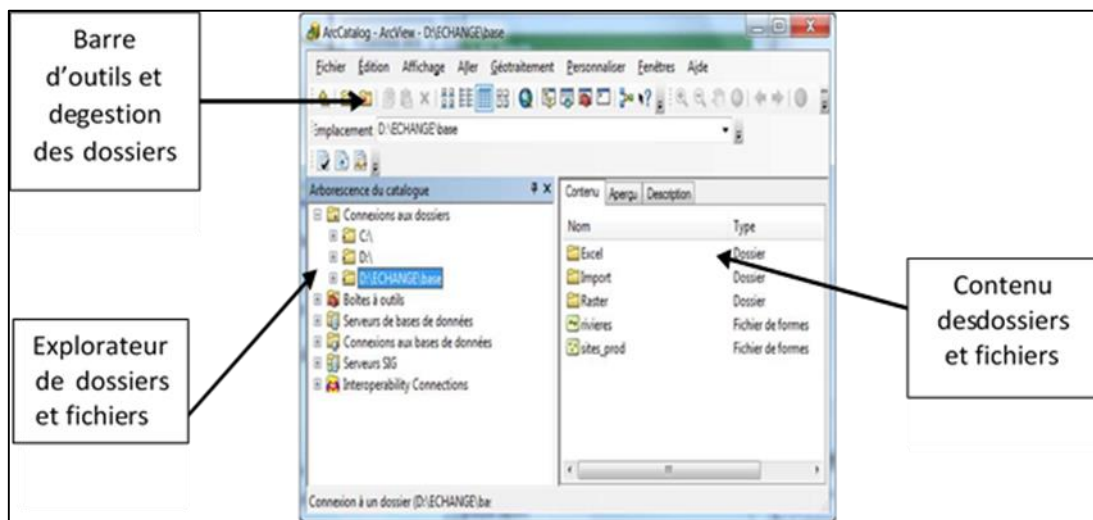 Barre
d’outils et
degestion
des dossiers
Explorateur
de dossiers
et fichiers
ArcCatalog - ArcView - D:\ECHANGE\base
Fichier Édition Affichage Aller Géotraitement Personnaliser Fenêtres Aide
Emplacement D:\ECHANGE\base
Arborescence du catalogue
Connexions aux dossiers
C:\
D:\
D:\ECHANGE\base
Boîtes à outils
Serveurs de bases de données
Connexions aux bases de données
Serveurs SIG
Interoperability Connections
Contenu Aperçu Description
Nom Type
Excel Dossier
Import Dossier
Raster Dossier
rivieres Fichier de formes
sites_prod Fichier de formes
Connexion à un dossier (D:\ECHANGE\bas
Contenu
desdossiers
et fichiers